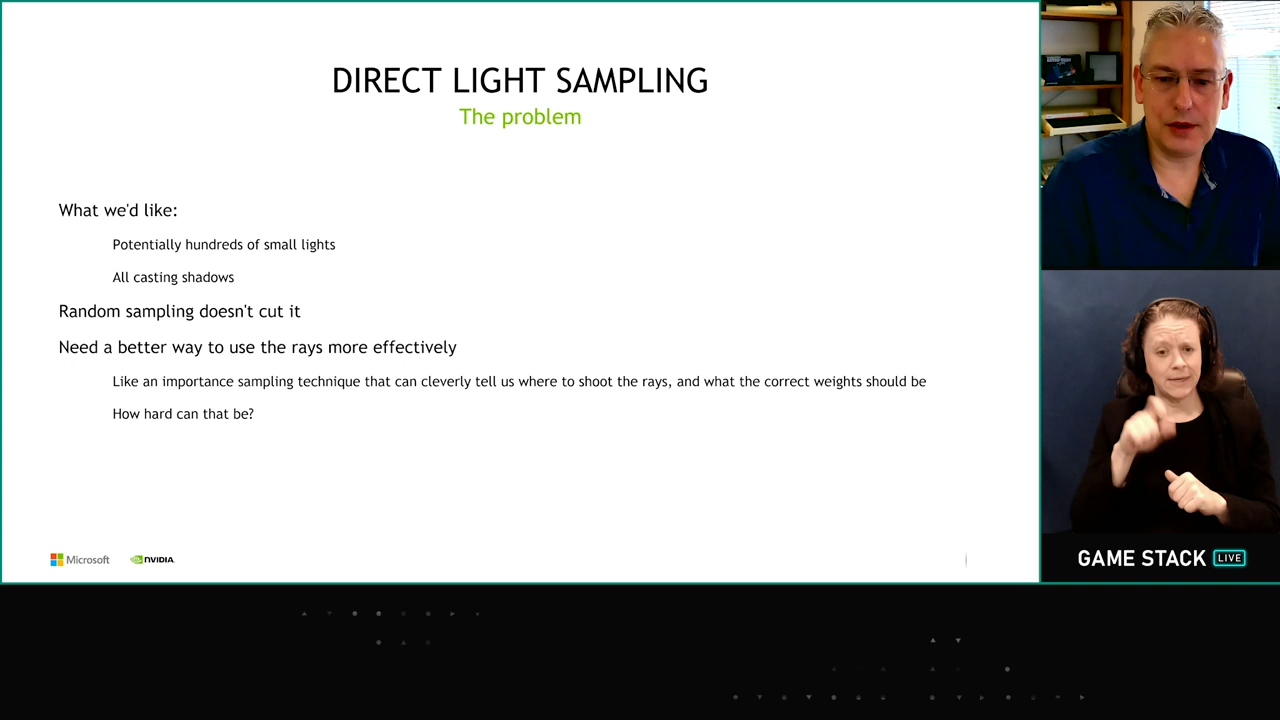 DIRECT LIGHT SAMPLING
The problem
What we'd like:
Potentially hundreds of small lights
All casting shadows
Random sampling doesn't cut it
Need a better way to use the rays more effectively
Like an importance sampling technique that can cleverly tell us where to shoot the rays, and what the correct weights should be
How hard can that be?
Microsoft
NVIDIA
GAME STACK LIVE